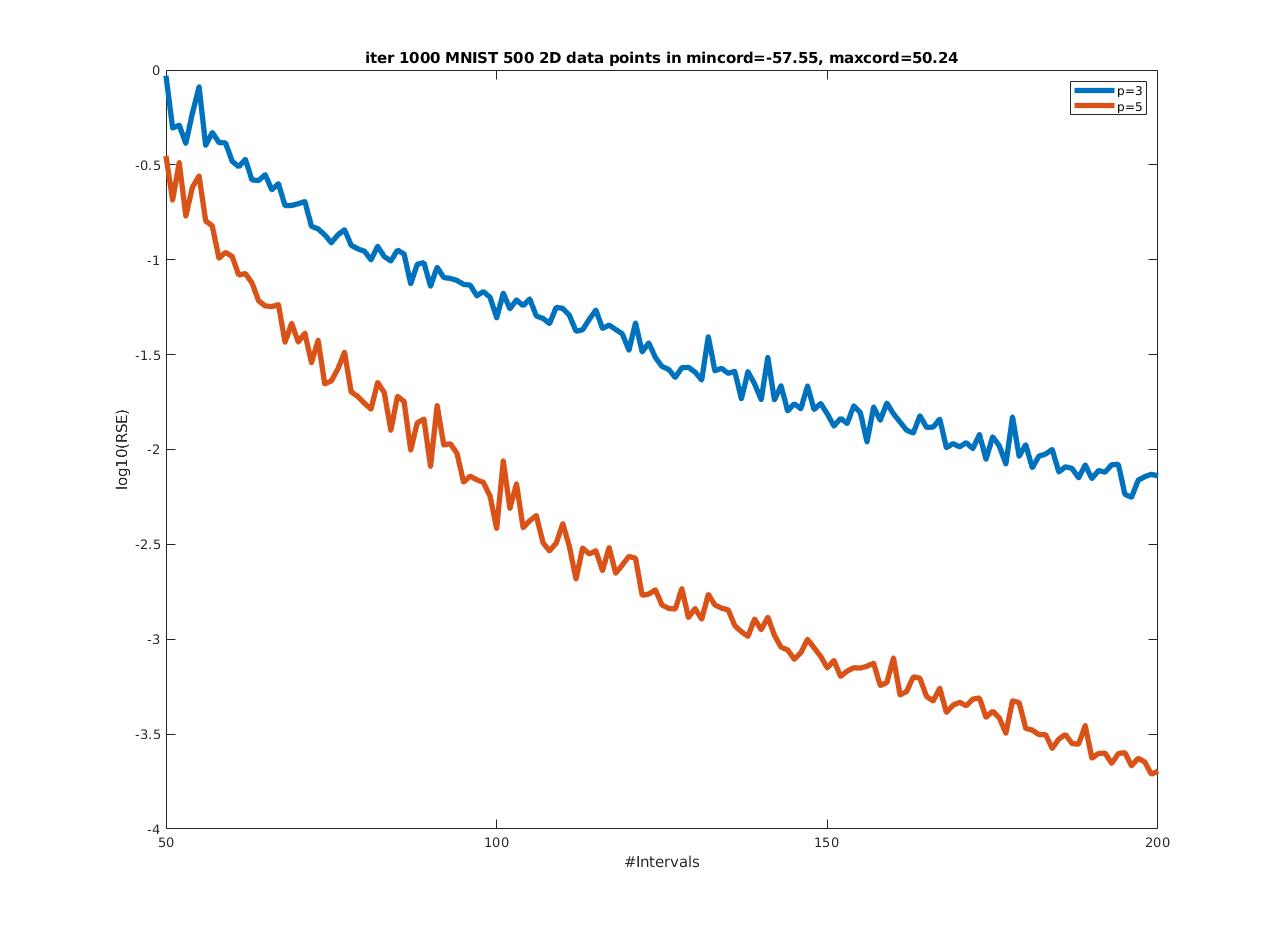 iter 1000 MNIST 500 2D data points in mincord=-57.55, maxcord=50.24
p=3
p=5
0
-0.5
-1
-1.5
-2
-2.5
-3
-3.5
-4
log10(RSE)
50
100
150
200
#Intervals